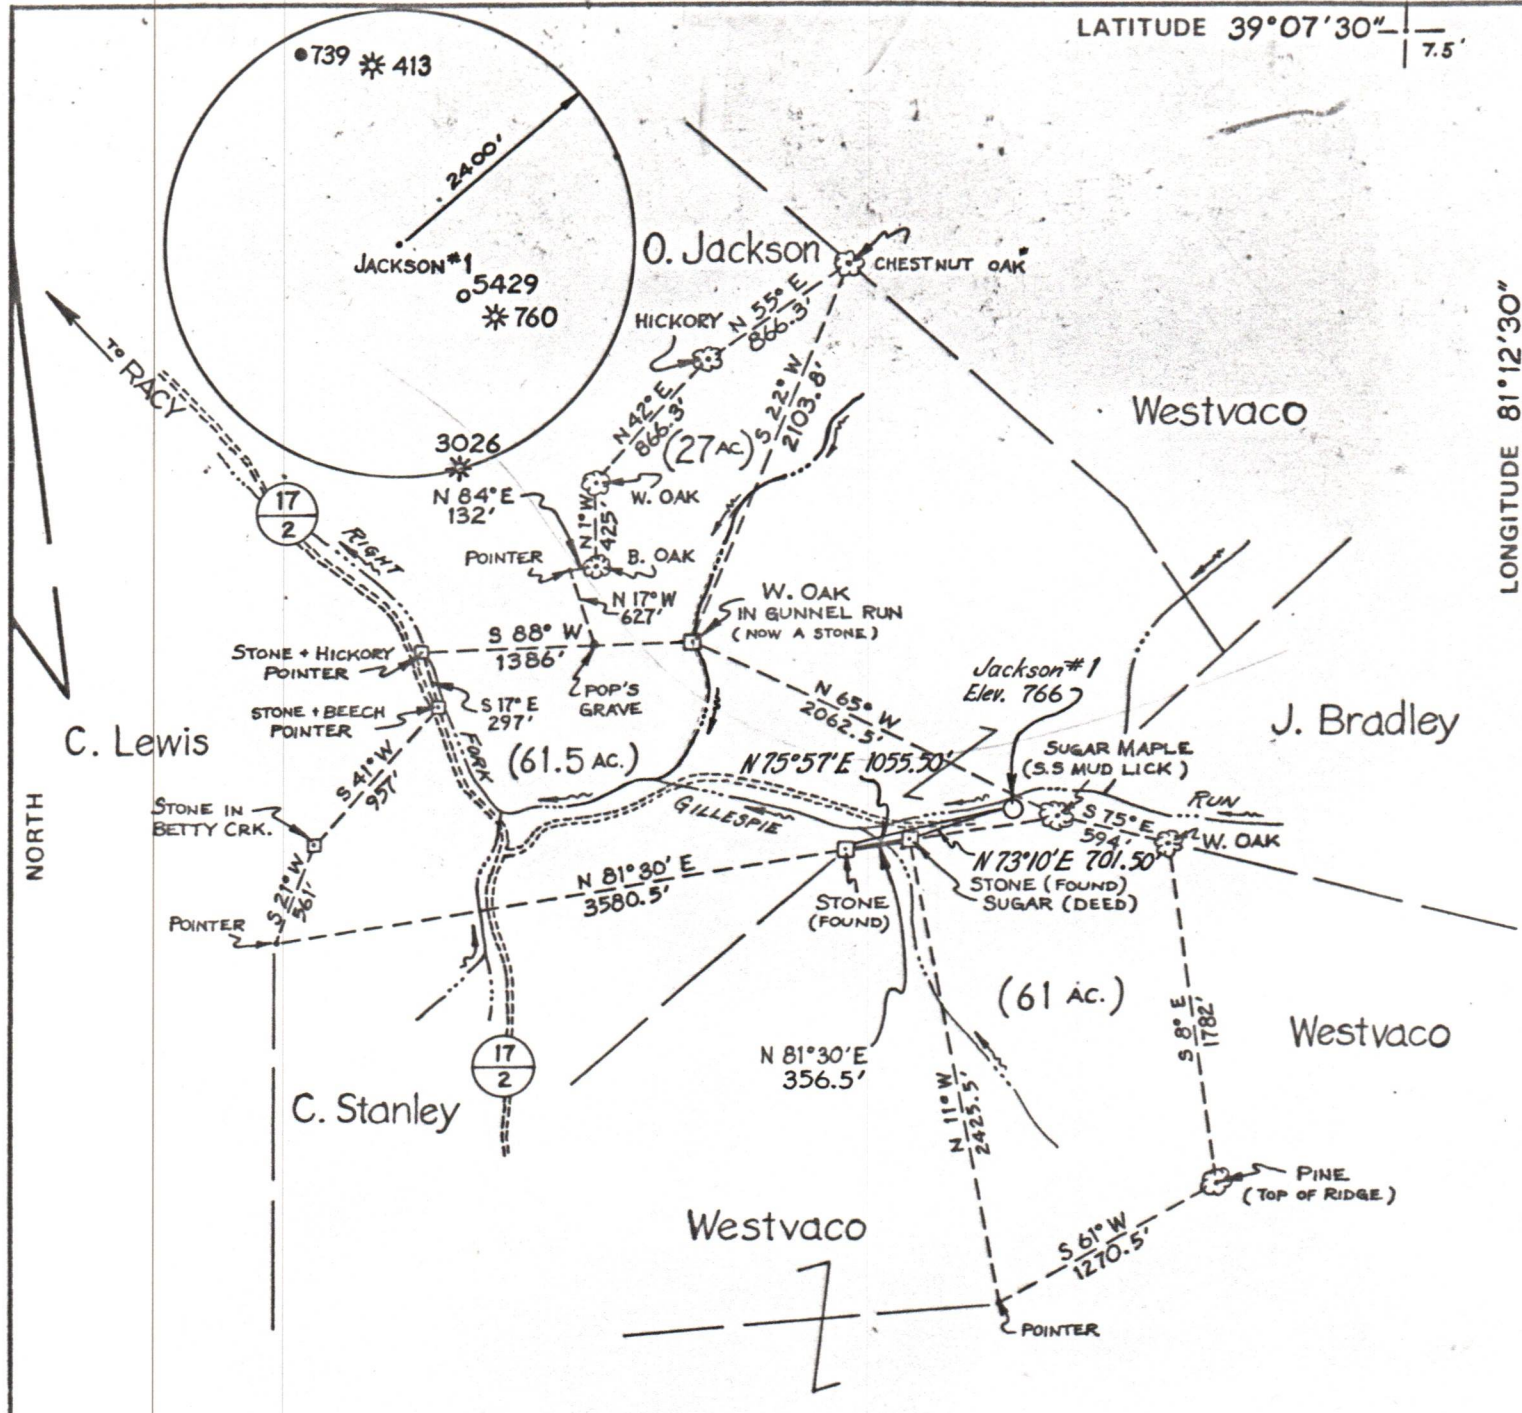 LATITUDE 39°07'30"
7.5'
739
413
2400'
JACKSON #1
5429
760
O. Jackson
CHESTNUT OAK
HICKORY
N 55° E
866.3'
LONGITUDE 81°12'30"
TO RACY
S 22° W
2103.8'
N 42° E
866.3'
(27 AC.)
Westvaco
3026
N 84° E
132'
W. OAK
17
2
N 1° W
425'
RIGHT
POINTER
B. OAK
N 17° W
627'
W. OAK
IN GUNNEL RUN
(NOW A STONE)
S 88° W
1386'
STONE + HICKORY
POINTER
POP'S
GRAVE
Jackson #1
Elev. 766
N 65° W
2062.5'
STONE + BEECH
POINTER
S 17° E
297'
C. Lewis
FORK
(61.5 AC.)
J. Bradley
N 75°57'E 1055.50'
SUGAR MAPLE
(S.S MUD LICK)
S 41° W
957'
NORTH
STONE IN
BETTY CRK.
GILLESPIE
RUN
S 75° E
594'
W. OAK
N 73°10'E 701.50'
STONE (FOUND)
SUGAR (DEED)
N 81°30' E
3580.5'
STONE
(FOUND)
S 21° W
561'
POINTER
(61 AC.)
S 8° E
1782'
Westvaco
N 81°30'E
356.5'
17
2
C. Stanley
N 11° W
2425.5'
PINE
(TOP OF RIDGE)
Westvaco
S 61° W
1270.5'
POINTER